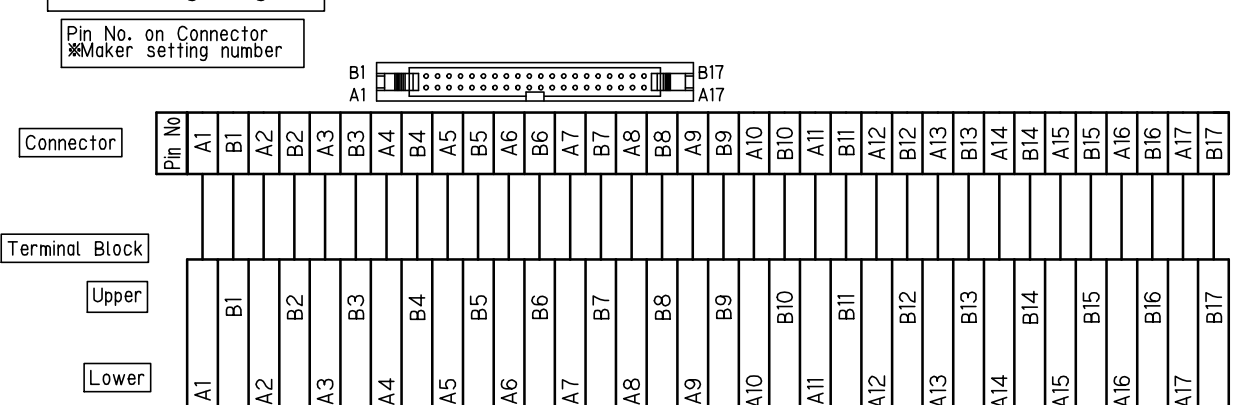 Pin No. on Connector
※Maker setting number
B1 B17
A1 A17
Connector
Pin No A1 B1 A2 B2 A3 B3 A4 B4 A5 B5 A6 B6 A7 B7 A8 B8 A9 B9 A10 B10 A11 B11 A12 B12 A13 B13 A14 B14 A15 B15 A16 B16 A17 B17
Terminal Block
Upper
B1 B2 B3 B4 B5 B6 B7 B8 B9 B10 B11 B12 B13 B14 B15 B16 B17
Lower
A1 A2 A3 A4 A5 A6 A7 A8 A9 A10 A11 A12 A13 A14 A15 A16 A17